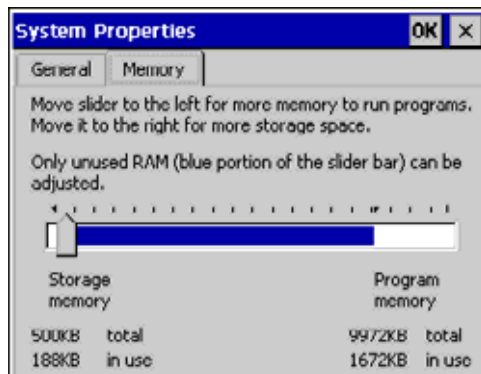 System Properties OK ×
General Memory
Move slider to the left for more memory to run programs.
Move it to the right for more storage space.
Only unused RAM (blue portion of the slider bar) can be
adjusted.
Storage Program
memory memory
500KB total 9972KB total
188KB in use 1672KB in use